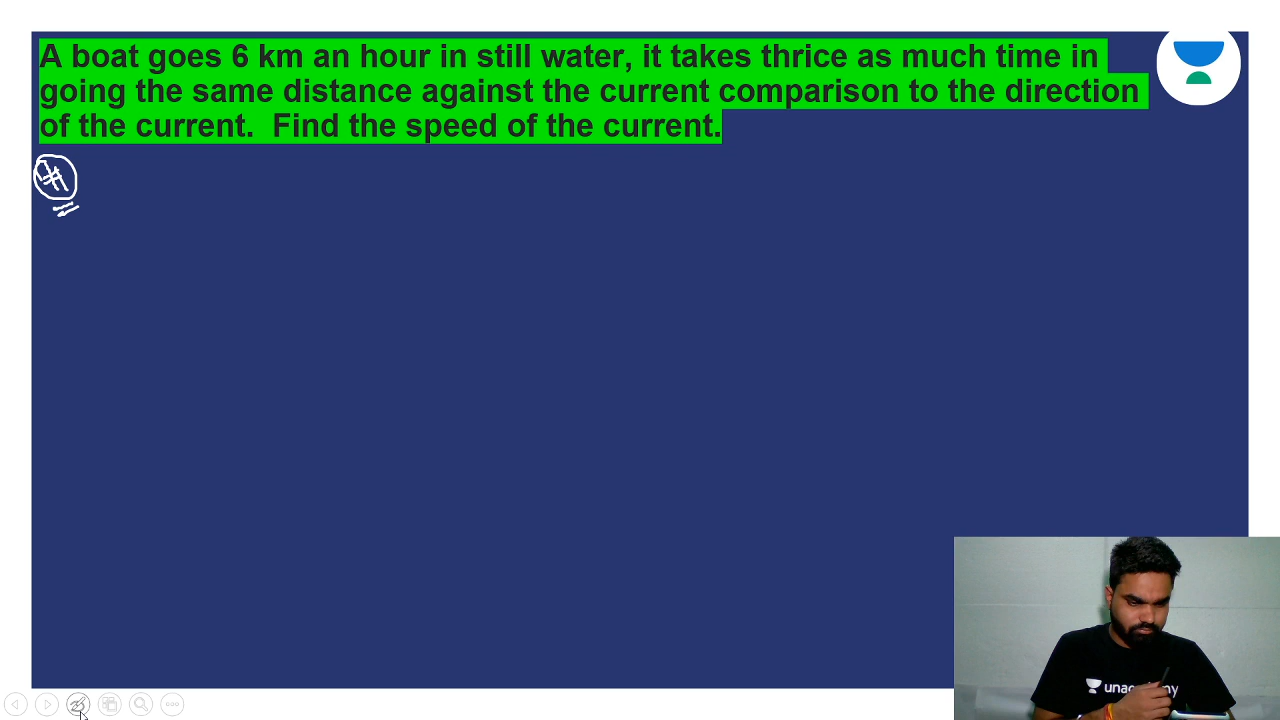 A boat goes 6 km an hour in still water, it takes thrice as much time in
going the same distance against the current comparison to the direction
of the current.  Find the speed of the current.
unacademy